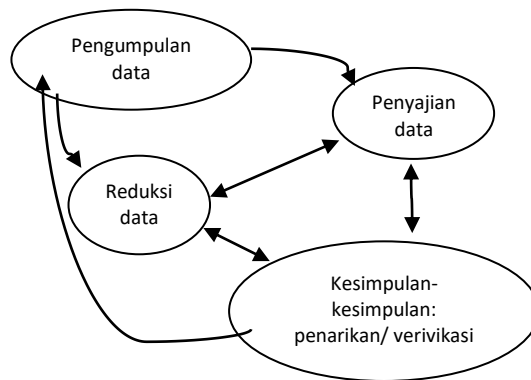 Pengumpulan
data
Penyajian
data
Reduksi
data
Kesimpulan-
kesimpulan:
penarikan/ verivikasi